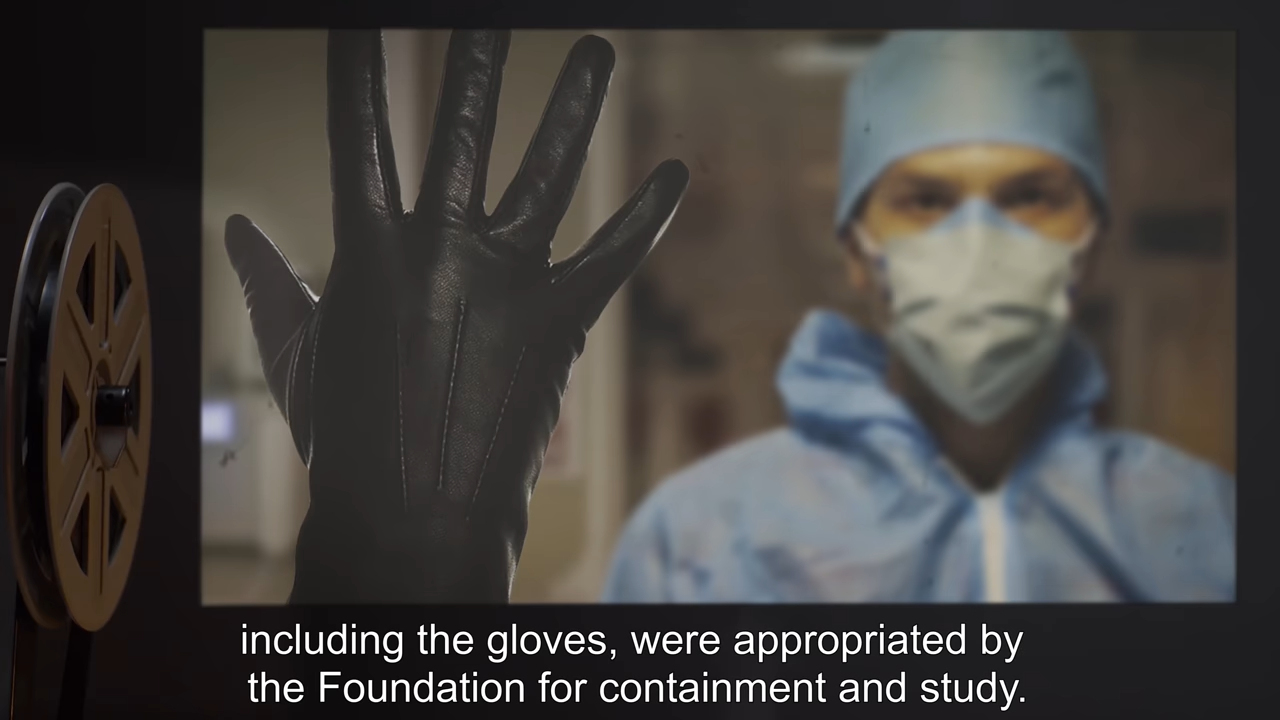 including the gloves, were appropriated by
the Foundation for containment and study.